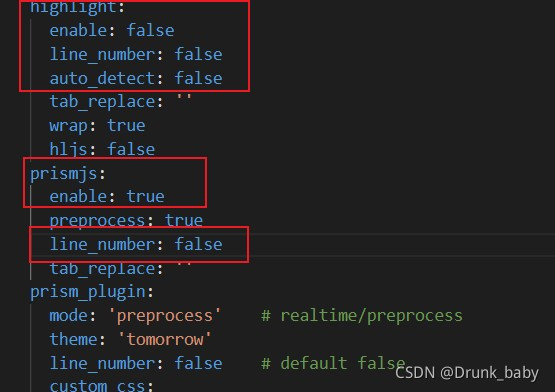 highlight:
  enable: false
  line_number: false
  auto_detect: false
  tab_replace: ''
  wrap: true
  hljs: false
prismjs:
  enable: true
  preprocess: true
  line_number: false
  tab_replace: ''
prism_plugin:
  mode: 'preprocess'    # realtime/preprocess
  theme: 'tomorrow'
  line_number: false    # default false
  custom_css:
CSDN @Drunk_baby